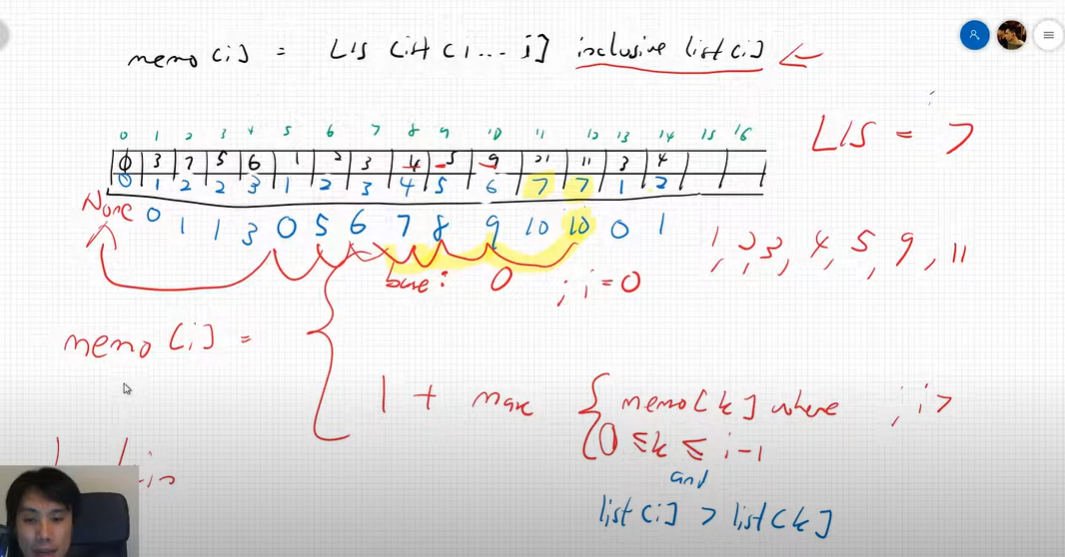 memo [i] = LIS list [1... i] inclusive list[i]
LIS = 7
0 1 2 3 4 5 6 7 8 9 10 11 12 13 14 15 16
0 3 7 5 6 1 2 3 4 5 9 21 11 3 4
0 1 2 2 3 1 2 3 4 5 6 7 7 1 2
None 0 1 1 3 0 5 6 7 8 9 10 10 0 1
1, 2, 3, 4, 5, 9, 11
base: 0 ; i = 0
memo [i] =
1 + max { memo[k] where ; i >
0 ≤ k ≤ i-1
and
list[i] > list[k]